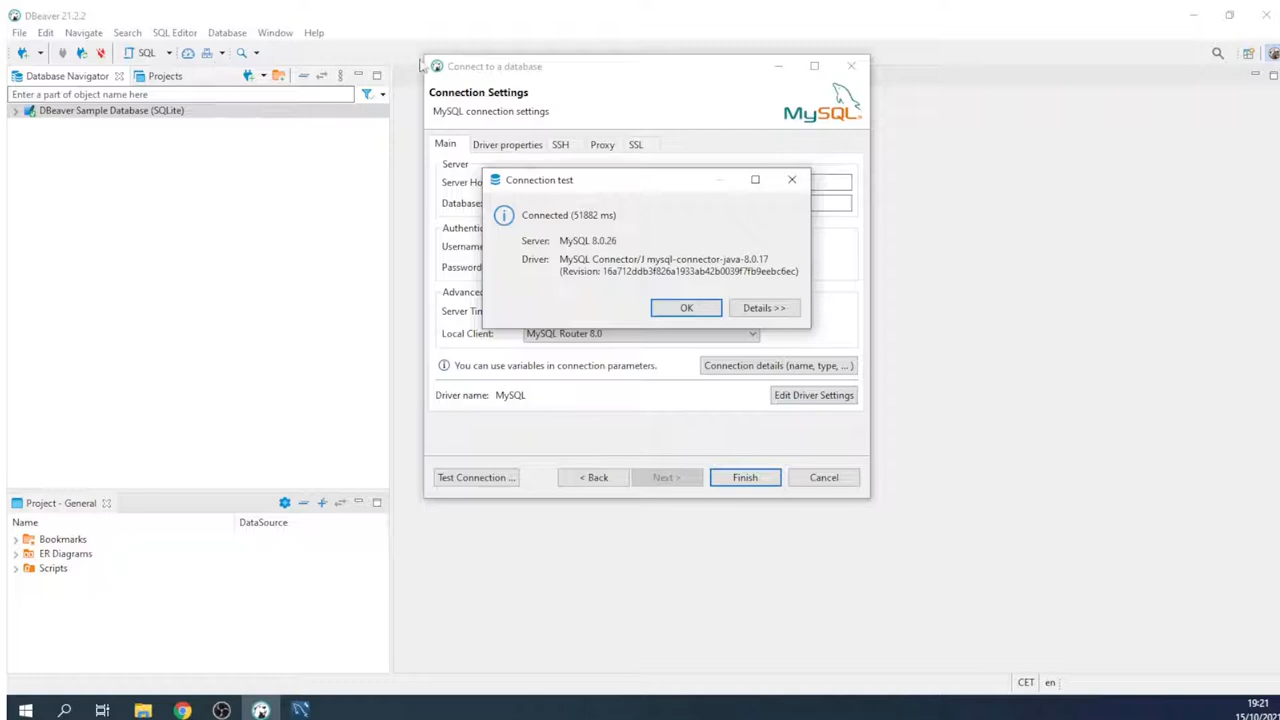 DBeaver 21.2.2
File Edit Navigate Search SQL Editor Database Window Help
SQL
Database Navigator Projects
Enter a part of object name here
DBeaver Sample Database (SQLite)
Connect to a database
Connection Settings
MySQL connection settings
MySQL
Main Driver properties SSH Proxy SSL
Server
Server Ho
Database:
Authenti
Username
Password
Advanced
Server Tin
Local Client: MySQL Router 8.0
Connection test
Connected (51882 ms)
Server: MySQL 8.0.26
Driver: MySQL Connector/J mysql-connector-java-8.0.17
(Revision: 16a712ddb3f826a1933ab42b0039f7fb9eebc6ec)
OK Details >>
You can use variables in connection parameters. Connection details (name, type, ... )
Driver name: MySQL Edit Driver Settings
Test Connection ... < Back Next > Finish Cancel
Project - General
Name DataSource
Bookmarks
ER Diagrams
Scripts
CET en
19:21
15/10/202